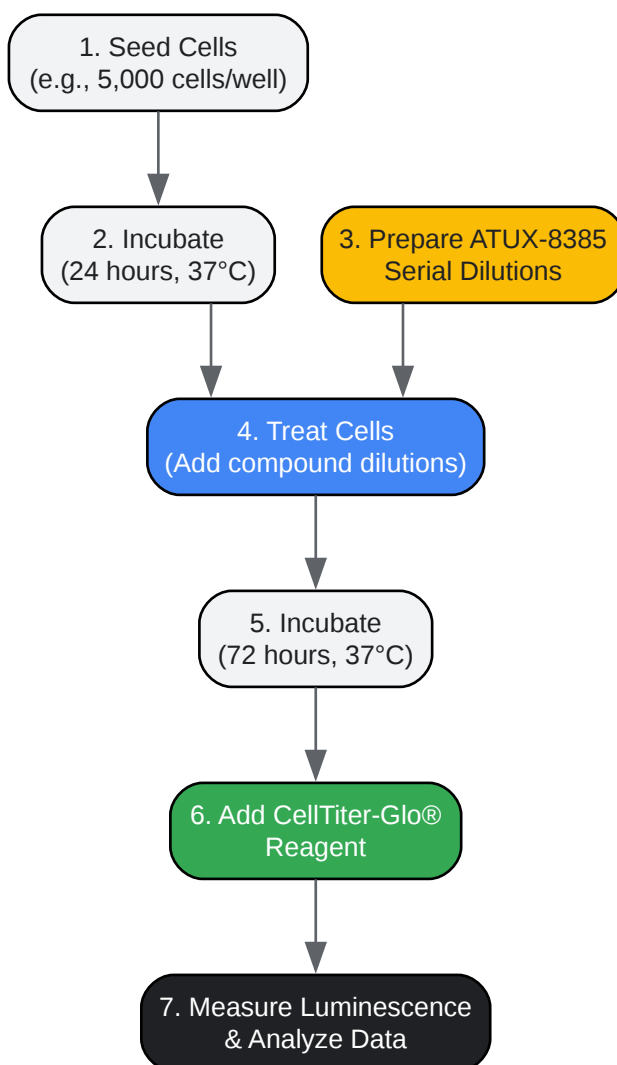 1. Seed Cells
(e.g., 5,000 cells/well)
2. Incubate
(24 hours, 37°C)
3. Prepare ATUX-8385
Serial Dilutions
4. Treat Cells
(Add compound dilutions)
5. Incubate
(72 hours, 37°C)
6. Add CellTiter-Glo®
Reagent
7. Measure Luminescence
& Analyze Data